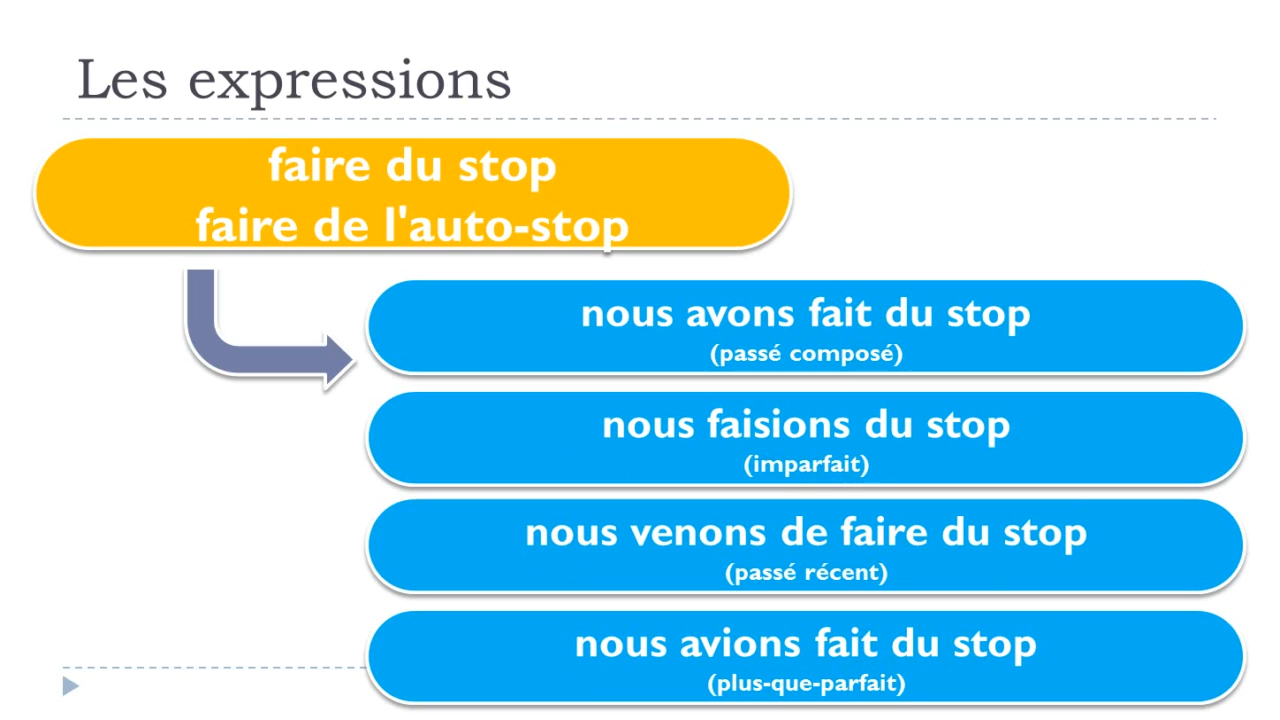 Les expressions
faire du stop
faire de l'auto-stop
nous avons fait du stop
(passé composé)
nous faisions du stop
(imparfait)
nous venons de faire du stop
(passé récent)
nous avions fait du stop
(plus-que-parfait)